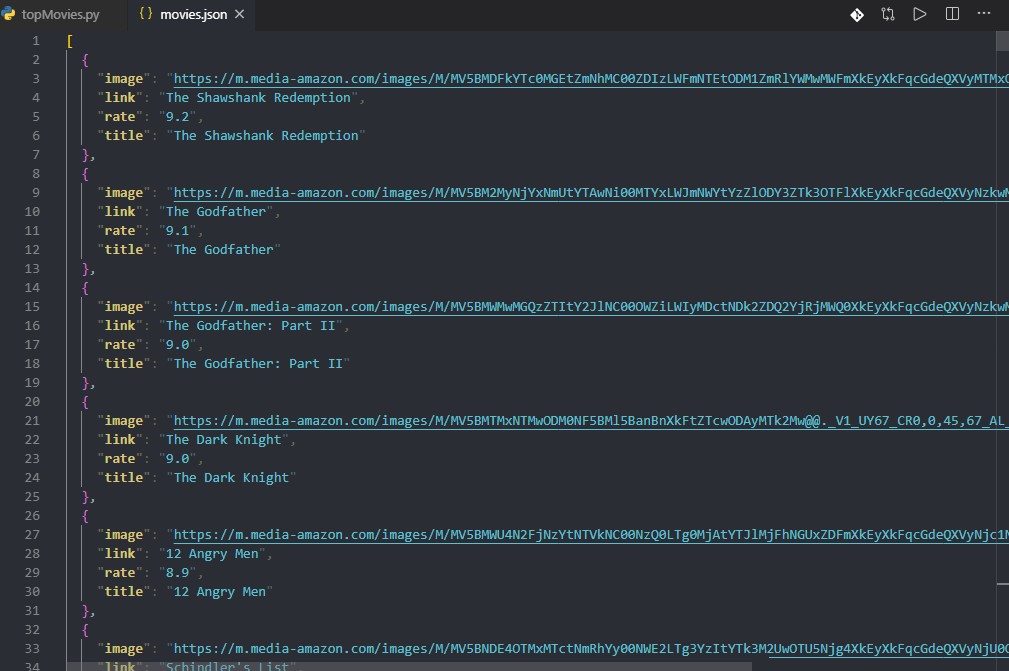 topMovies.py
{ } movies.json ×
1 [
2 {
3 "image": "https://m.media-amazon.com/images/M/MV5BMDFkYTc0MGEtZmNhMC00ZDIzLWFmNTEtODM1ZmRlYWMwMWFmXkEyXkFqcGdeQXVyMTMxO
4 "link": "The Shawshank Redemption",
5 "rate": "9.2",
6 "title": "The Shawshank Redemption"
7 },
8 {
9 "image": "https://m.media-amazon.com/images/M/MV5BM2MyNjYxNmUtYTAwNi00MTYxLWJmNWYtYzZlODY3ZTk3OTFlXkEyXkFqcGdeQXVyNzkwM
10 "link": "The Godfather",
11 "rate": "9.1",
12 "title": "The Godfather"
13 },
14 {
15 "image": "https://m.media-amazon.com/images/M/MV5BMWMwMGQzZTItY2JlNC00OWZiLWIyMDctNDk2ZDQ2YjRjMWQ0XkEyXkFqcGdeQXVyNzkwM
16 "link": "The Godfather: Part II",
17 "rate": "9.0",
18 "title": "The Godfather: Part II"
19 },
20 {
21 "image": "https://m.media-amazon.com/images/M/MV5BMTMxNTMwODM0NF5BMl5BanBnXkFtZTcwODAyMTk2Mw@@._V1_UY67_CR0,0,45,67_AL_
22 "link": "The Dark Knight",
23 "rate": "9.0",
24 "title": "The Dark Knight"
25 },
26 {
27 "image": "https://m.media-amazon.com/images/M/MV5BMWU4N2FjNzYtNTVkNC00NzQ0LTg0MjAtYTJlMjFhNGUxZDFmXkEyXkFqcGdeQXVyNjc1N
28 "link": "12 Angry Men",
29 "rate": "8.9",
30 "title": "12 Angry Men"
31 },
32 {
33 "image": "https://m.media-amazon.com/images/M/MV5BNDE4OTMxMTctNmRhYy00NWE2LTg3YzItYTk3M2UwOTU5Njg4XkEyXkFqcGdeQXVyNjU0O
34 "link": "Schindler's List",